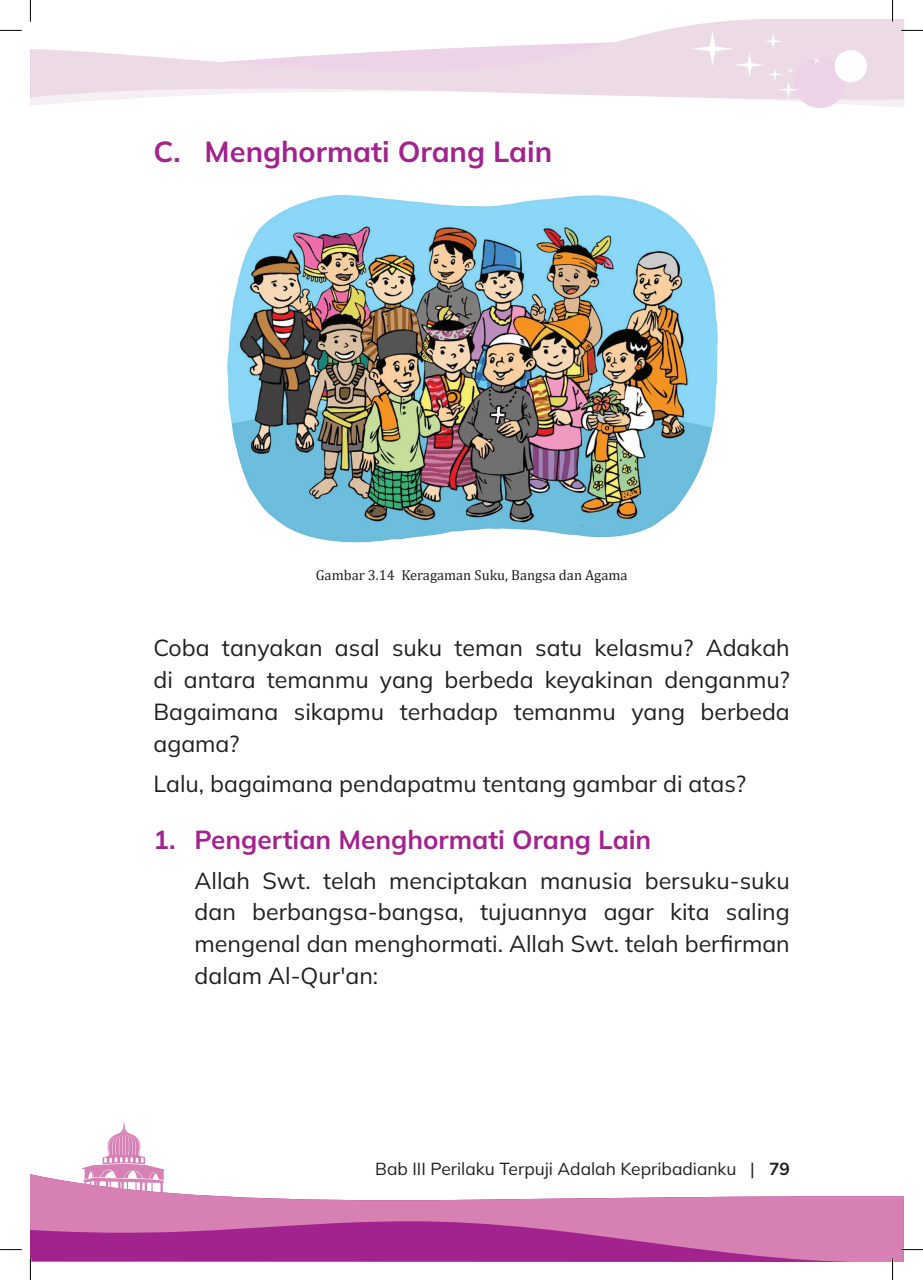 C. Menghormati Orang Lain
Gambar 3.14 Keragaman Suku, Bangsa dan Agama
Coba tanyakan asal suku teman satu kelasmu? Adakah
di antara temanmu yang berbeda keyakinan denganmu?
Bagaimana sikapmu terhadap temanmu yang berbeda
agama?
Lalu, bagaimana pendapatmu tentang gambar di atas?
1. Pengertian Menghormati Orang Lain
Allah Swt. telah menciptakan manusia bersuku-suku
dan berbangsa-bangsa, tujuannya agar kita saling
mengenal dan menghormati. Allah Swt. telah berfirman
dalam Al-Qur'an:
Bab III Perilaku Terpuji Adalah Kepribadianku | 79